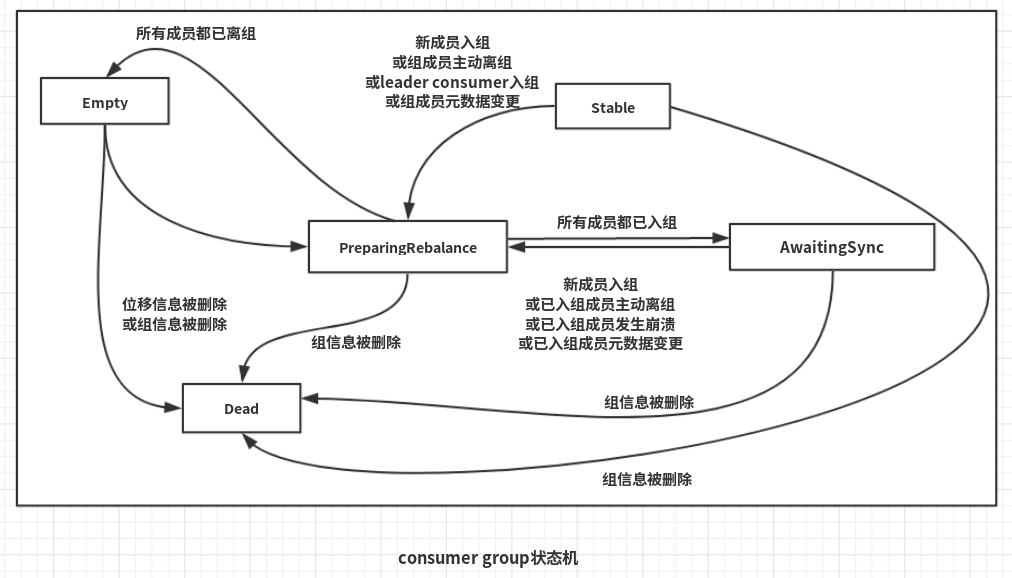 所有成员都已离组
新成员入组
或组成员主动离组
或leader consumer入组
或组成员元数据变更
Empty
Stable
所有成员都已入组
PreparingRebalance
AwaitingSync
新成员入组
或已入组成员主动离组
或已入组成员发生崩溃
或已入组成员元数据变更
位移信息被删除
或组信息被删除
组信息被删除
Dead
组信息被删除
组信息被删除
consumer group状态机